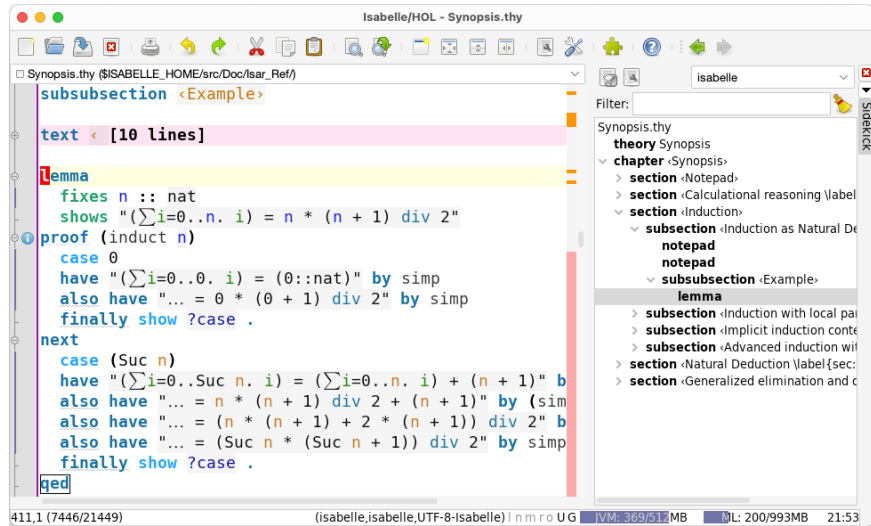 Isabelle/HOL - Synopsis.thy
Synopsis.thy ($ISABELLE_HOME/src/Doc/Isar_Ref/)
subsubsection ‹Example›
text ‹ [10 lines]
lemma
fixes n :: nat
shows "(∑i=0..n. i) = n * (n + 1) div 2"
proof (induct n)
case 0
have "(∑i=0..0. i) = (0::nat)" by simp
also have "... = 0 * (0 + 1) div 2" by simp
finally show ?case .
next
case (Suc n)
have "(∑i=0..Suc n. i) = (∑i=0..n. i) + (n + 1)" b
also have "... = n * (n + 1) div 2 + (n + 1)" by (sim
also have "... = (n * (n + 1) + 2 * (n + 1)) div 2" b
also have "... = (Suc n * (Suc n + 1)) div 2" by simp
finally show ?case .
qed
isabelle
Filter:
Synopsis.thy
theory Synopsis
chapter ‹Synopsis›
section ‹Notepad›
section ‹Calculational reasoning \label
section ‹Induction›
subsection ‹Induction as Natural De
notepad
notepad
subsubsection ‹Example›
lemma
subsection ‹Induction with local pa
subsection ‹Implicit induction conte
subsection ‹Advanced induction wit
section ‹Natural Deduction \label{sec:
section ‹Generalized elimination and c
Sidekick
411,1 (7446/21449) (isabelle,isabelle,UTF-8-Isabelle) l n m r o U G JVM: 369/512MB ML: 200/993MB 21:53